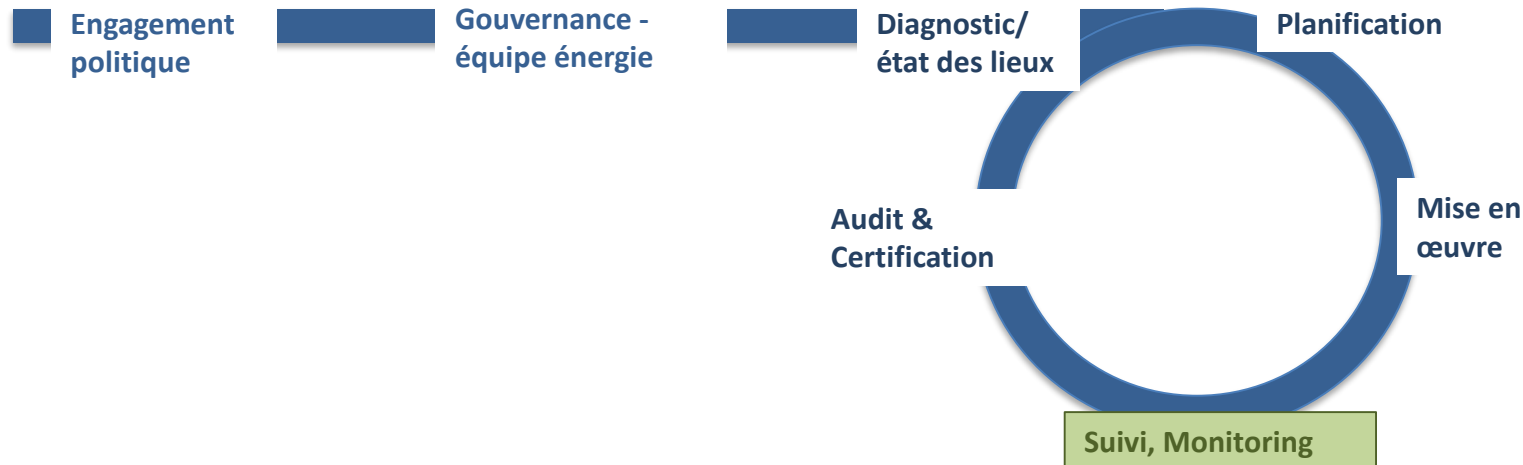 Engagement
politique
Gouvernance -
équipe énergie
Diagnostic/
état des lieux
Planification
Mise en
œuvre
Audit &
Certification
Suivi, Monitoring